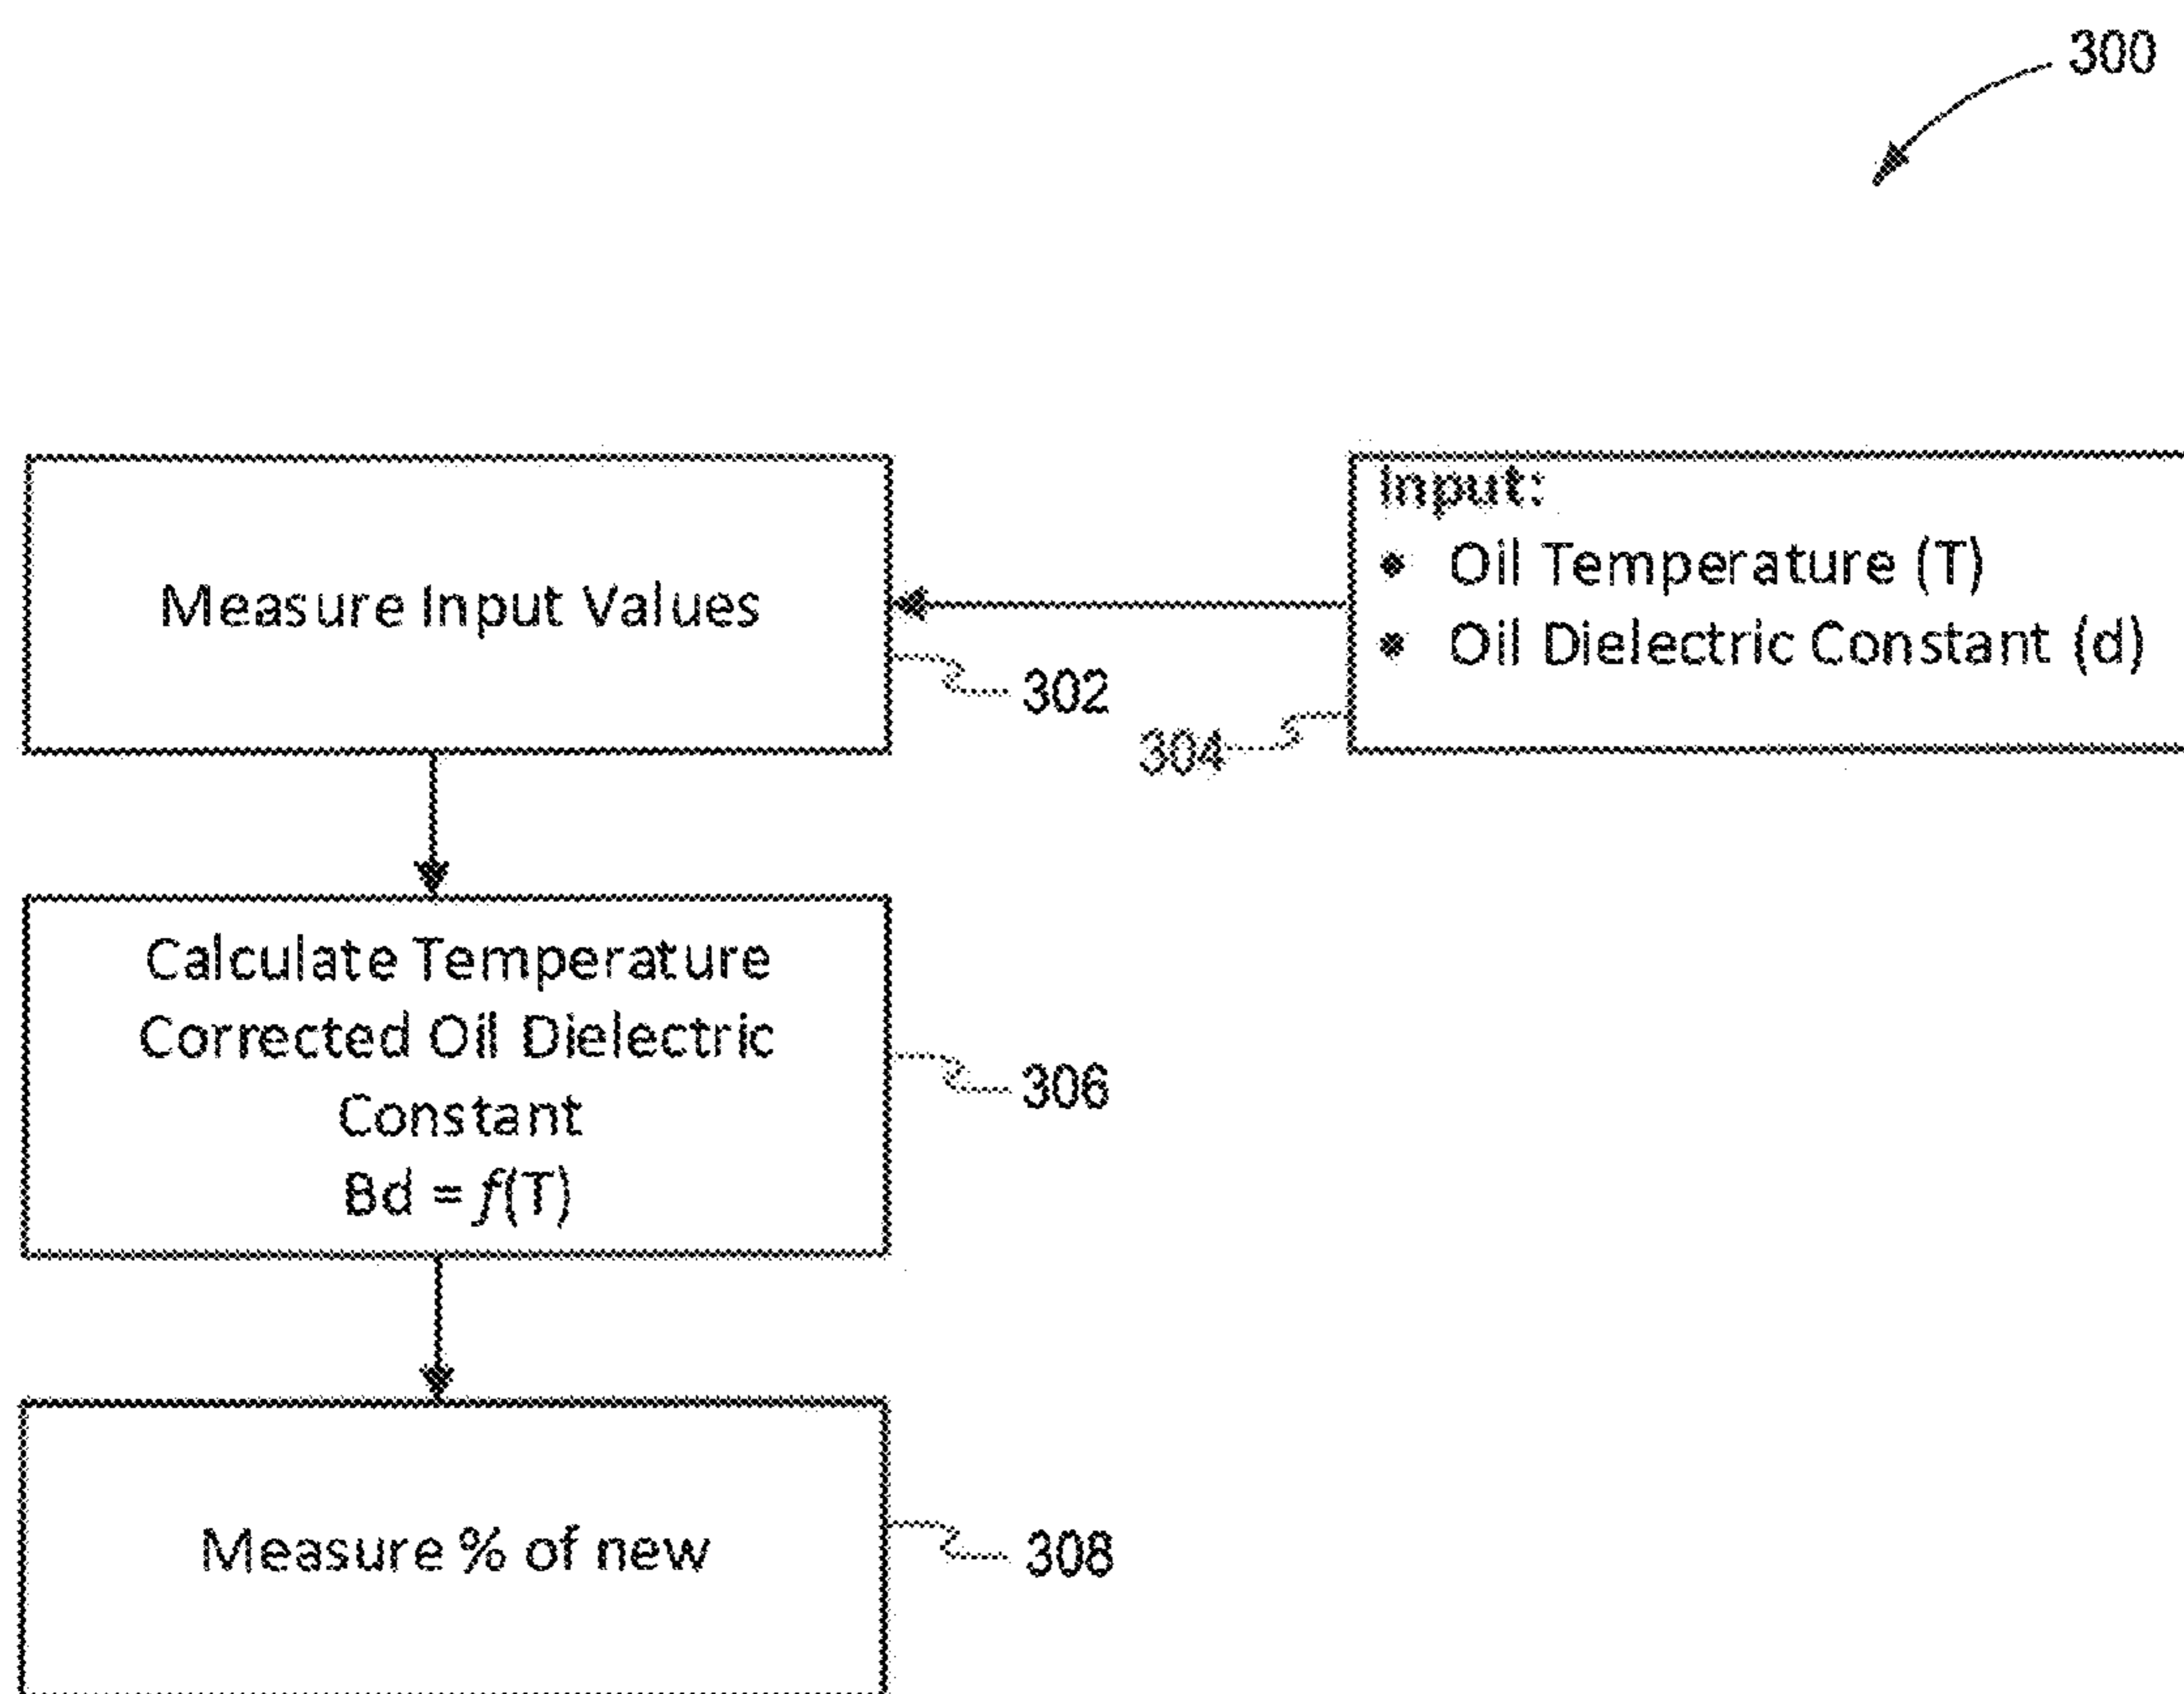 300
Measure Input Values
302
Input:
• Oil Temperature (T)
• Oil Dielectric Constant (d)
304
Calculate Temperature
Corrected Oil Dielectric
Constant
Bd = f(T)
306
Measure % of new
308